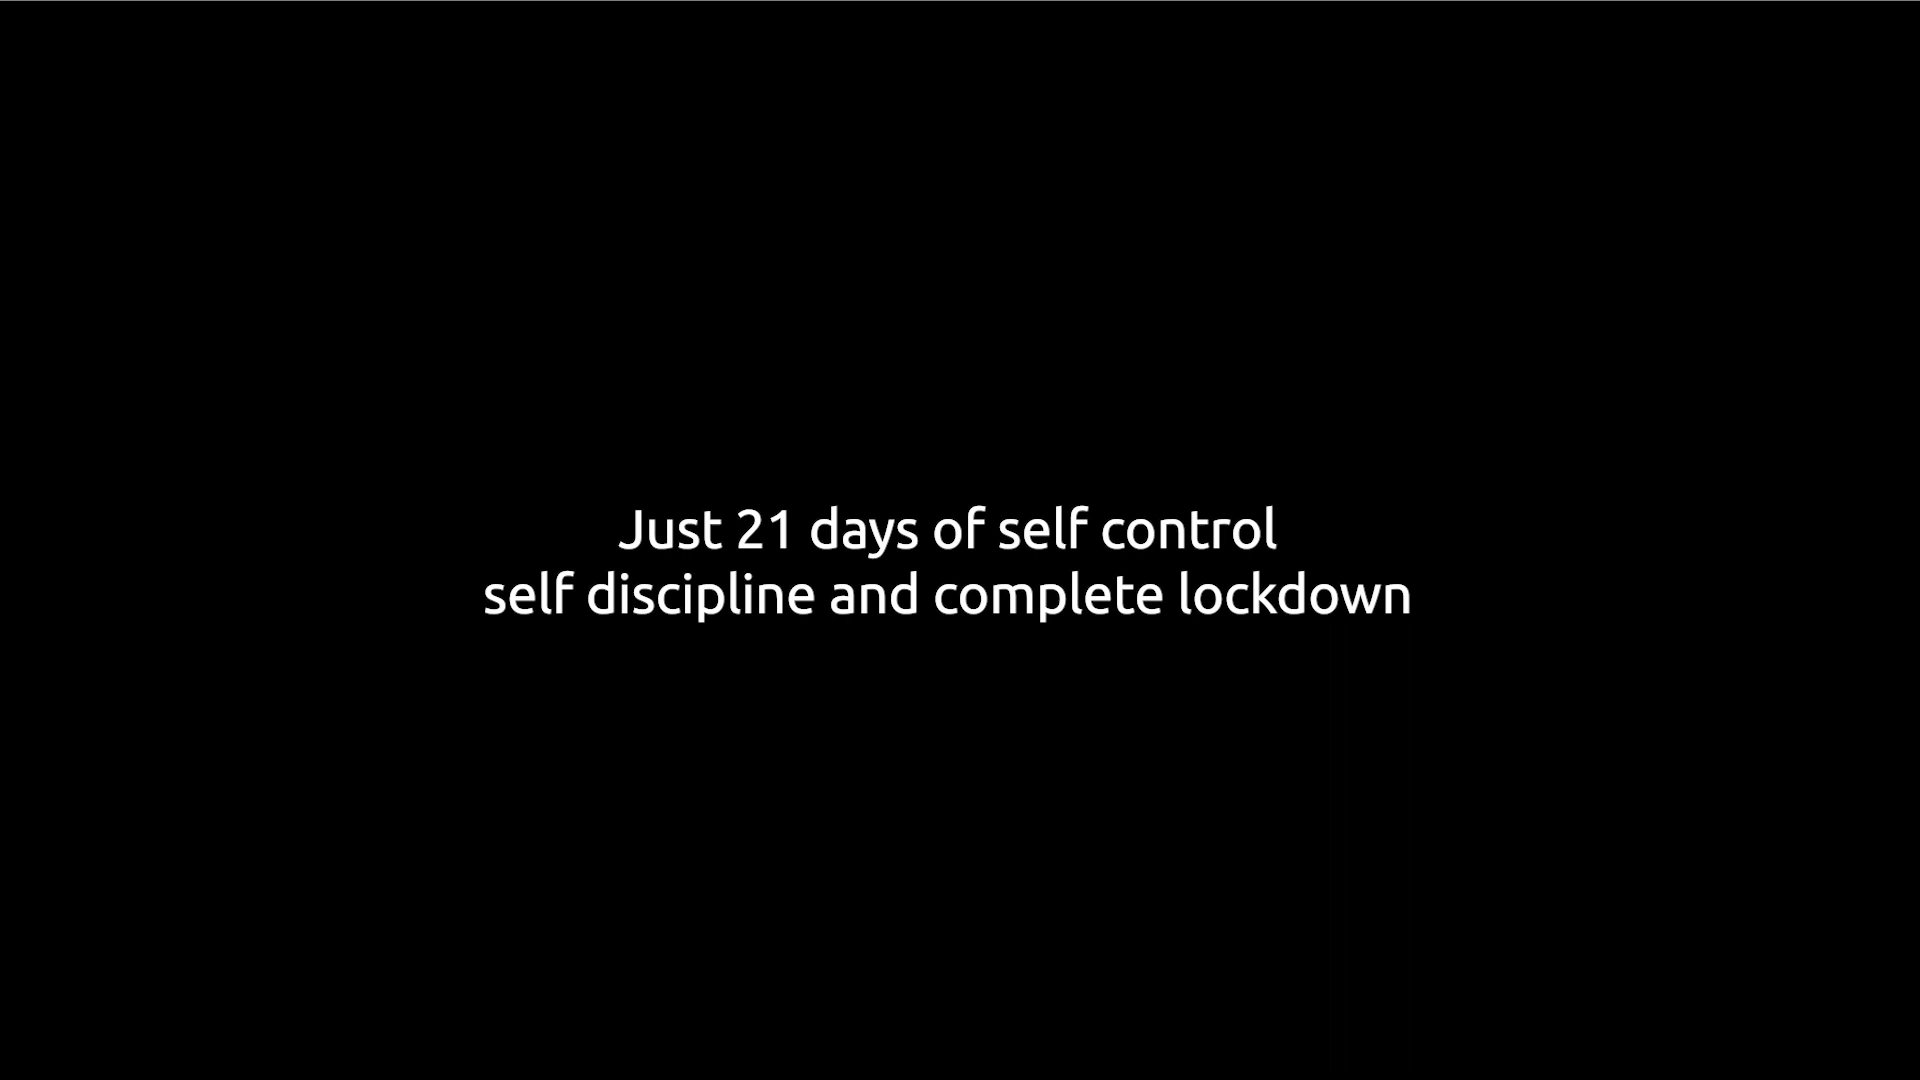 Just 21 days of self control
self discipline and complete lockdown